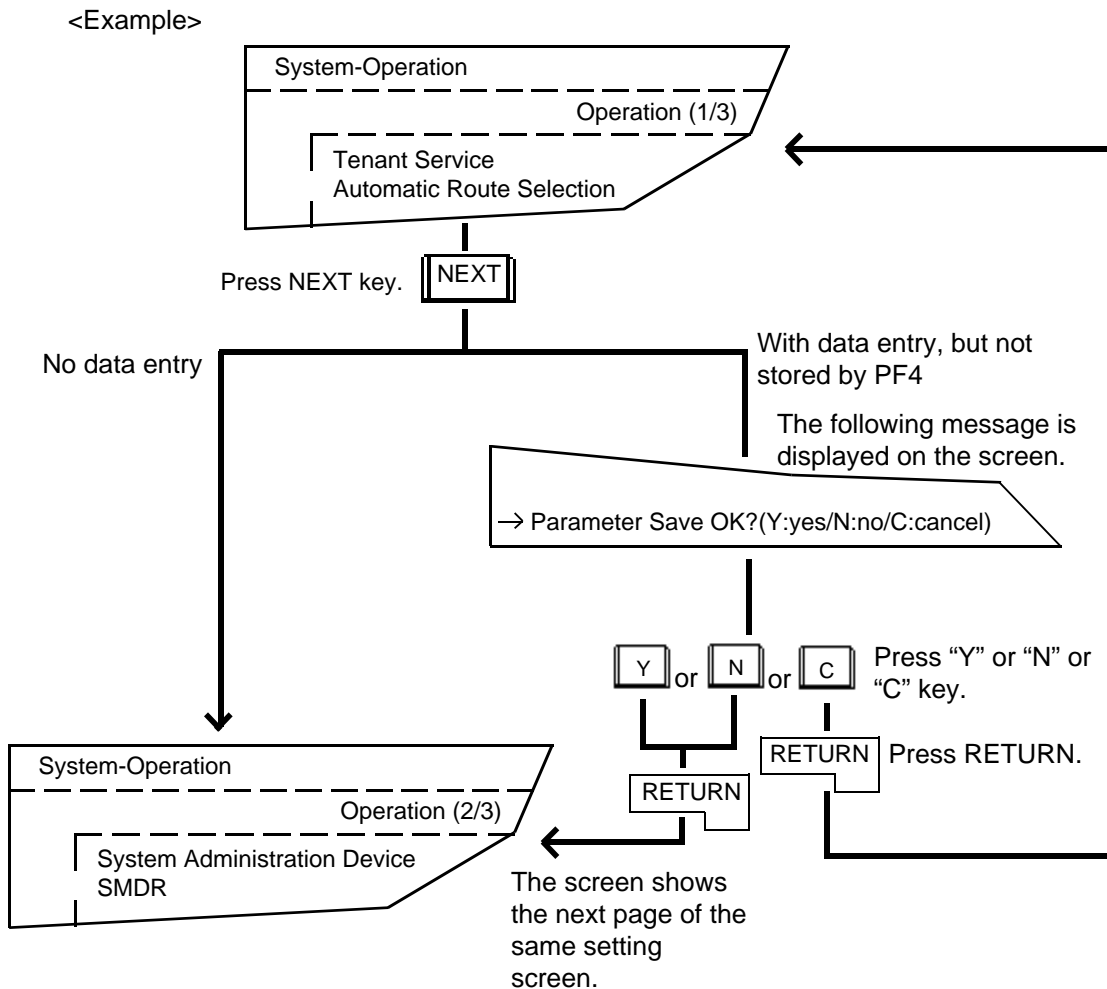 <Example>
System-Operation
Operation (1/3)
Tenant Service
Automatic Route Selection
Press NEXT key.
NEXT
No data entry
With data entry, but not
stored by PF4
The following message is
displayed on the screen.
→ Parameter Save OK?(Y:yes/N:no/C:cancel)
Y or N or C
Press “Y” or “N” or
“C” key.
RETURN Press RETURN.
RETURN
System-Operation
Operation (2/3)
System Administration Device
SMDR
The screen shows
the next page of the
same setting
screen.